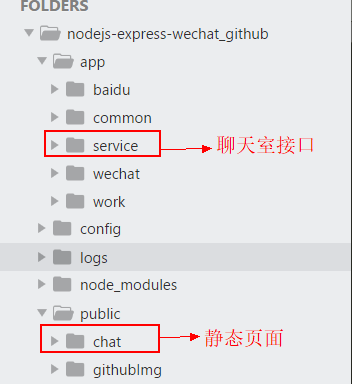 FOLDERS
nodejs-express-wechat_github
app
baidu
common
service
聊天室接口
wechat
work
config
logs
node_modules
public
chat
静态页面
githubImg